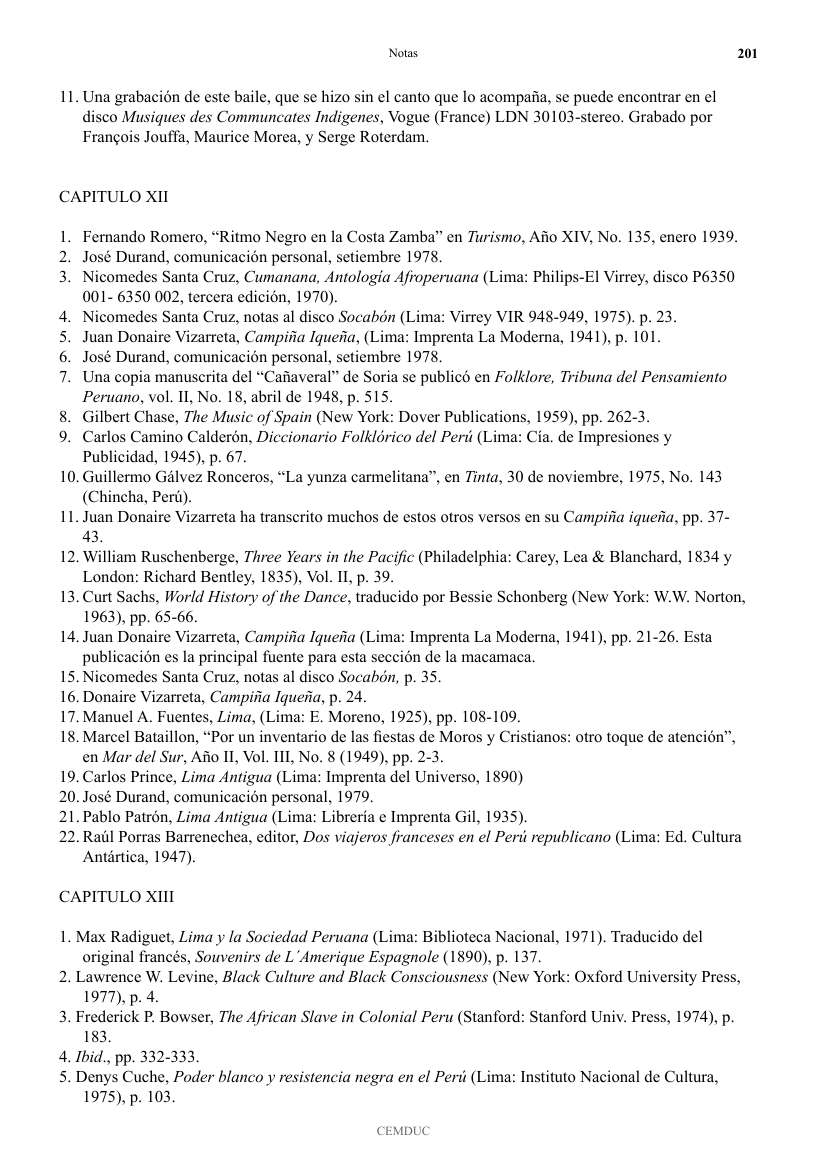 Notas
201
11. Una grabación de este baile, que se hizo sin el canto que lo acompaña, se puede encontrar en el
disco Musiques des Communcates Indigenes, Vogue (France) LDN 30103-stereo. Grabado por
François Jouffa, Maurice Morea, y Serge Roterdam.
CAPITULO XII
1. Fernando Romero, “Ritmo Negro en la Costa Zamba” en Turismo, Año XIV, No. 135, enero 1939.
2. José Durand, comunicación personal, setiembre 1978.
3. Nicomedes Santa Cruz, Cumanana, Antología Afroperuana (Lima: Philips-El Virrey, disco P6350
001- 6350 002, tercera edición, 1970).
4. Nicomedes Santa Cruz, notas al disco Socabón (Lima: Virrey VIR 948-949, 1975). p. 23.
5. Juan Donaire Vizarreta, Campiña Iqueña, (Lima: Imprenta La Moderna, 1941), p. 101.
6. José Durand, comunicación personal, setiembre 1978.
7. Una copia manuscrita del “Cañaveral” de Soria se publicó en Folklore, Tribuna del Pensamiento
Peruano, vol. II, No. 18, abril de 1948, p. 515.
8. Gilbert Chase, The Music of Spain (New York: Dover Publications, 1959), pp. 262-3.
9. Carlos Camino Calderón, Diccionario Folklórico del Perú (Lima: Cía. de Impresiones y
Publicidad, 1945), p. 67.
10. Guillermo Gálvez Ronceros, “La yunza carmelitana”, en Tinta, 30 de noviembre, 1975, No. 143
(Chincha, Perú).
11. Juan Donaire Vizarreta ha transcrito muchos de estos otros versos en su Campiña iqueña, pp. 37-
43.
12. William Ruschenberge, Three Years in the Pacific (Philadelphia: Carey, Lea & Blanchard, 1834 y
London: Richard Bentley, 1835), Vol. II, p. 39.
13. Curt Sachs, World History of the Dance, traducido por Bessie Schonberg (New York: W.W. Norton,
1963), pp. 65-66.
14. Juan Donaire Vizarreta, Campiña Iqueña (Lima: Imprenta La Moderna, 1941), pp. 21-26. Esta
publicación es la principal fuente para esta sección de la macamaca.
15. Nicomedes Santa Cruz, notas al disco Socabón, p. 35.
16. Donaire Vizarreta, Campiña Iqueña, p. 24.
17. Manuel A. Fuentes, Lima, (Lima: E. Moreno, 1925), pp. 108-109.
18. Marcel Bataillon, “Por un inventario de las fiestas de Moros y Cristianos: otro toque de atención”,
en Mar del Sur, Año II, Vol. III, No. 8 (1949), pp. 2-3.
19. Carlos Prince, Lima Antigua (Lima: Imprenta del Universo, 1890)
20. José Durand, comunicación personal, 1979.
21. Pablo Patrón, Lima Antigua (Lima: Librería e Imprenta Gil, 1935).
22. Raúl Porras Barrenechea, editor, Dos viajeros franceses en el Perú republicano (Lima: Ed. Cultura
Antártica, 1947).
CAPITULO XIII
1. Max Radiguet, Lima y la Sociedad Peruana (Lima: Biblioteca Nacional, 1971). Traducido del
original francés, Souvenirs de L´Amerique Espagnole (1890), p. 137.
2. Lawrence W. Levine, Black Culture and Black Consciousness (New York: Oxford University Press,
1977), p. 4.
3. Frederick P. Bowser, The African Slave in Colonial Peru (Stanford: Stanford Univ. Press, 1974), p.
183.
4. Ibid., pp. 332-333.
5. Denys Cuche, Poder blanco y resistencia negra en el Perú (Lima: Instituto Nacional de Cultura,
1975), p. 103.
CEMDUC